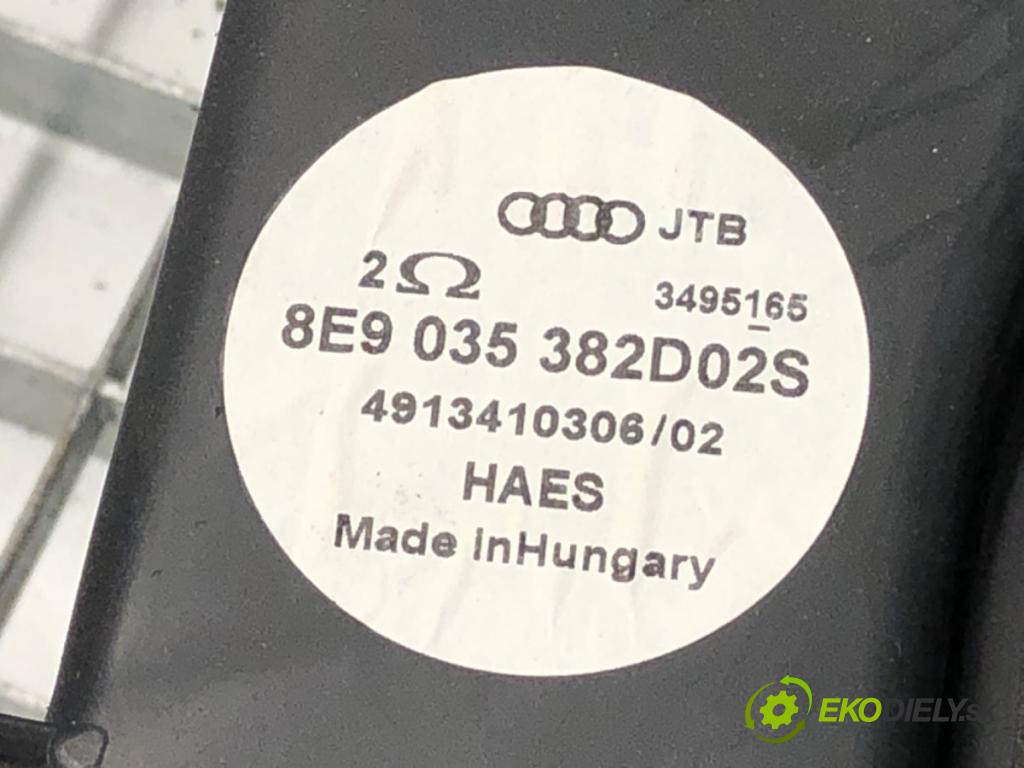 JTB
2Ω
3495165
8E9 035 382D02S
4913410306/02
HAES
Made inHungary
EKODIELY.s